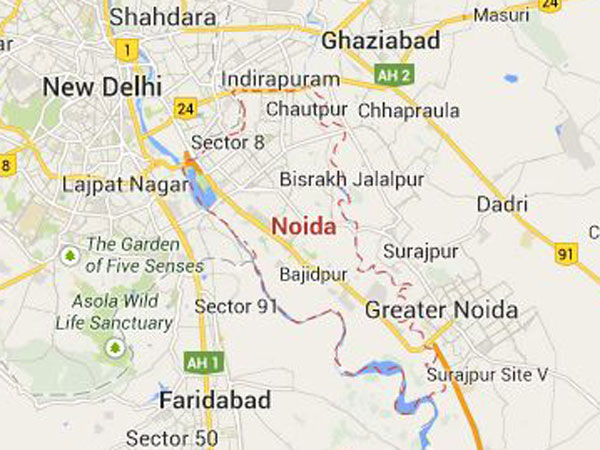 24
Masuri
Shahdara
ar
Ghaziabad
1
AH 2
Indirapuram
New Delhi
24
Chautpur
Chhapraula
Sector 8
8
Lajpat Nagar
Bisrakh Jalalpur
Dadri
Noida
C
The Garden
of Five Senses
Surajpur
91
Bajidpur
Asola Wild
Life Sanctuary
Sector 91
Greater Noida
AH 1
Surajpur Site V
Faridabad
Sector 50